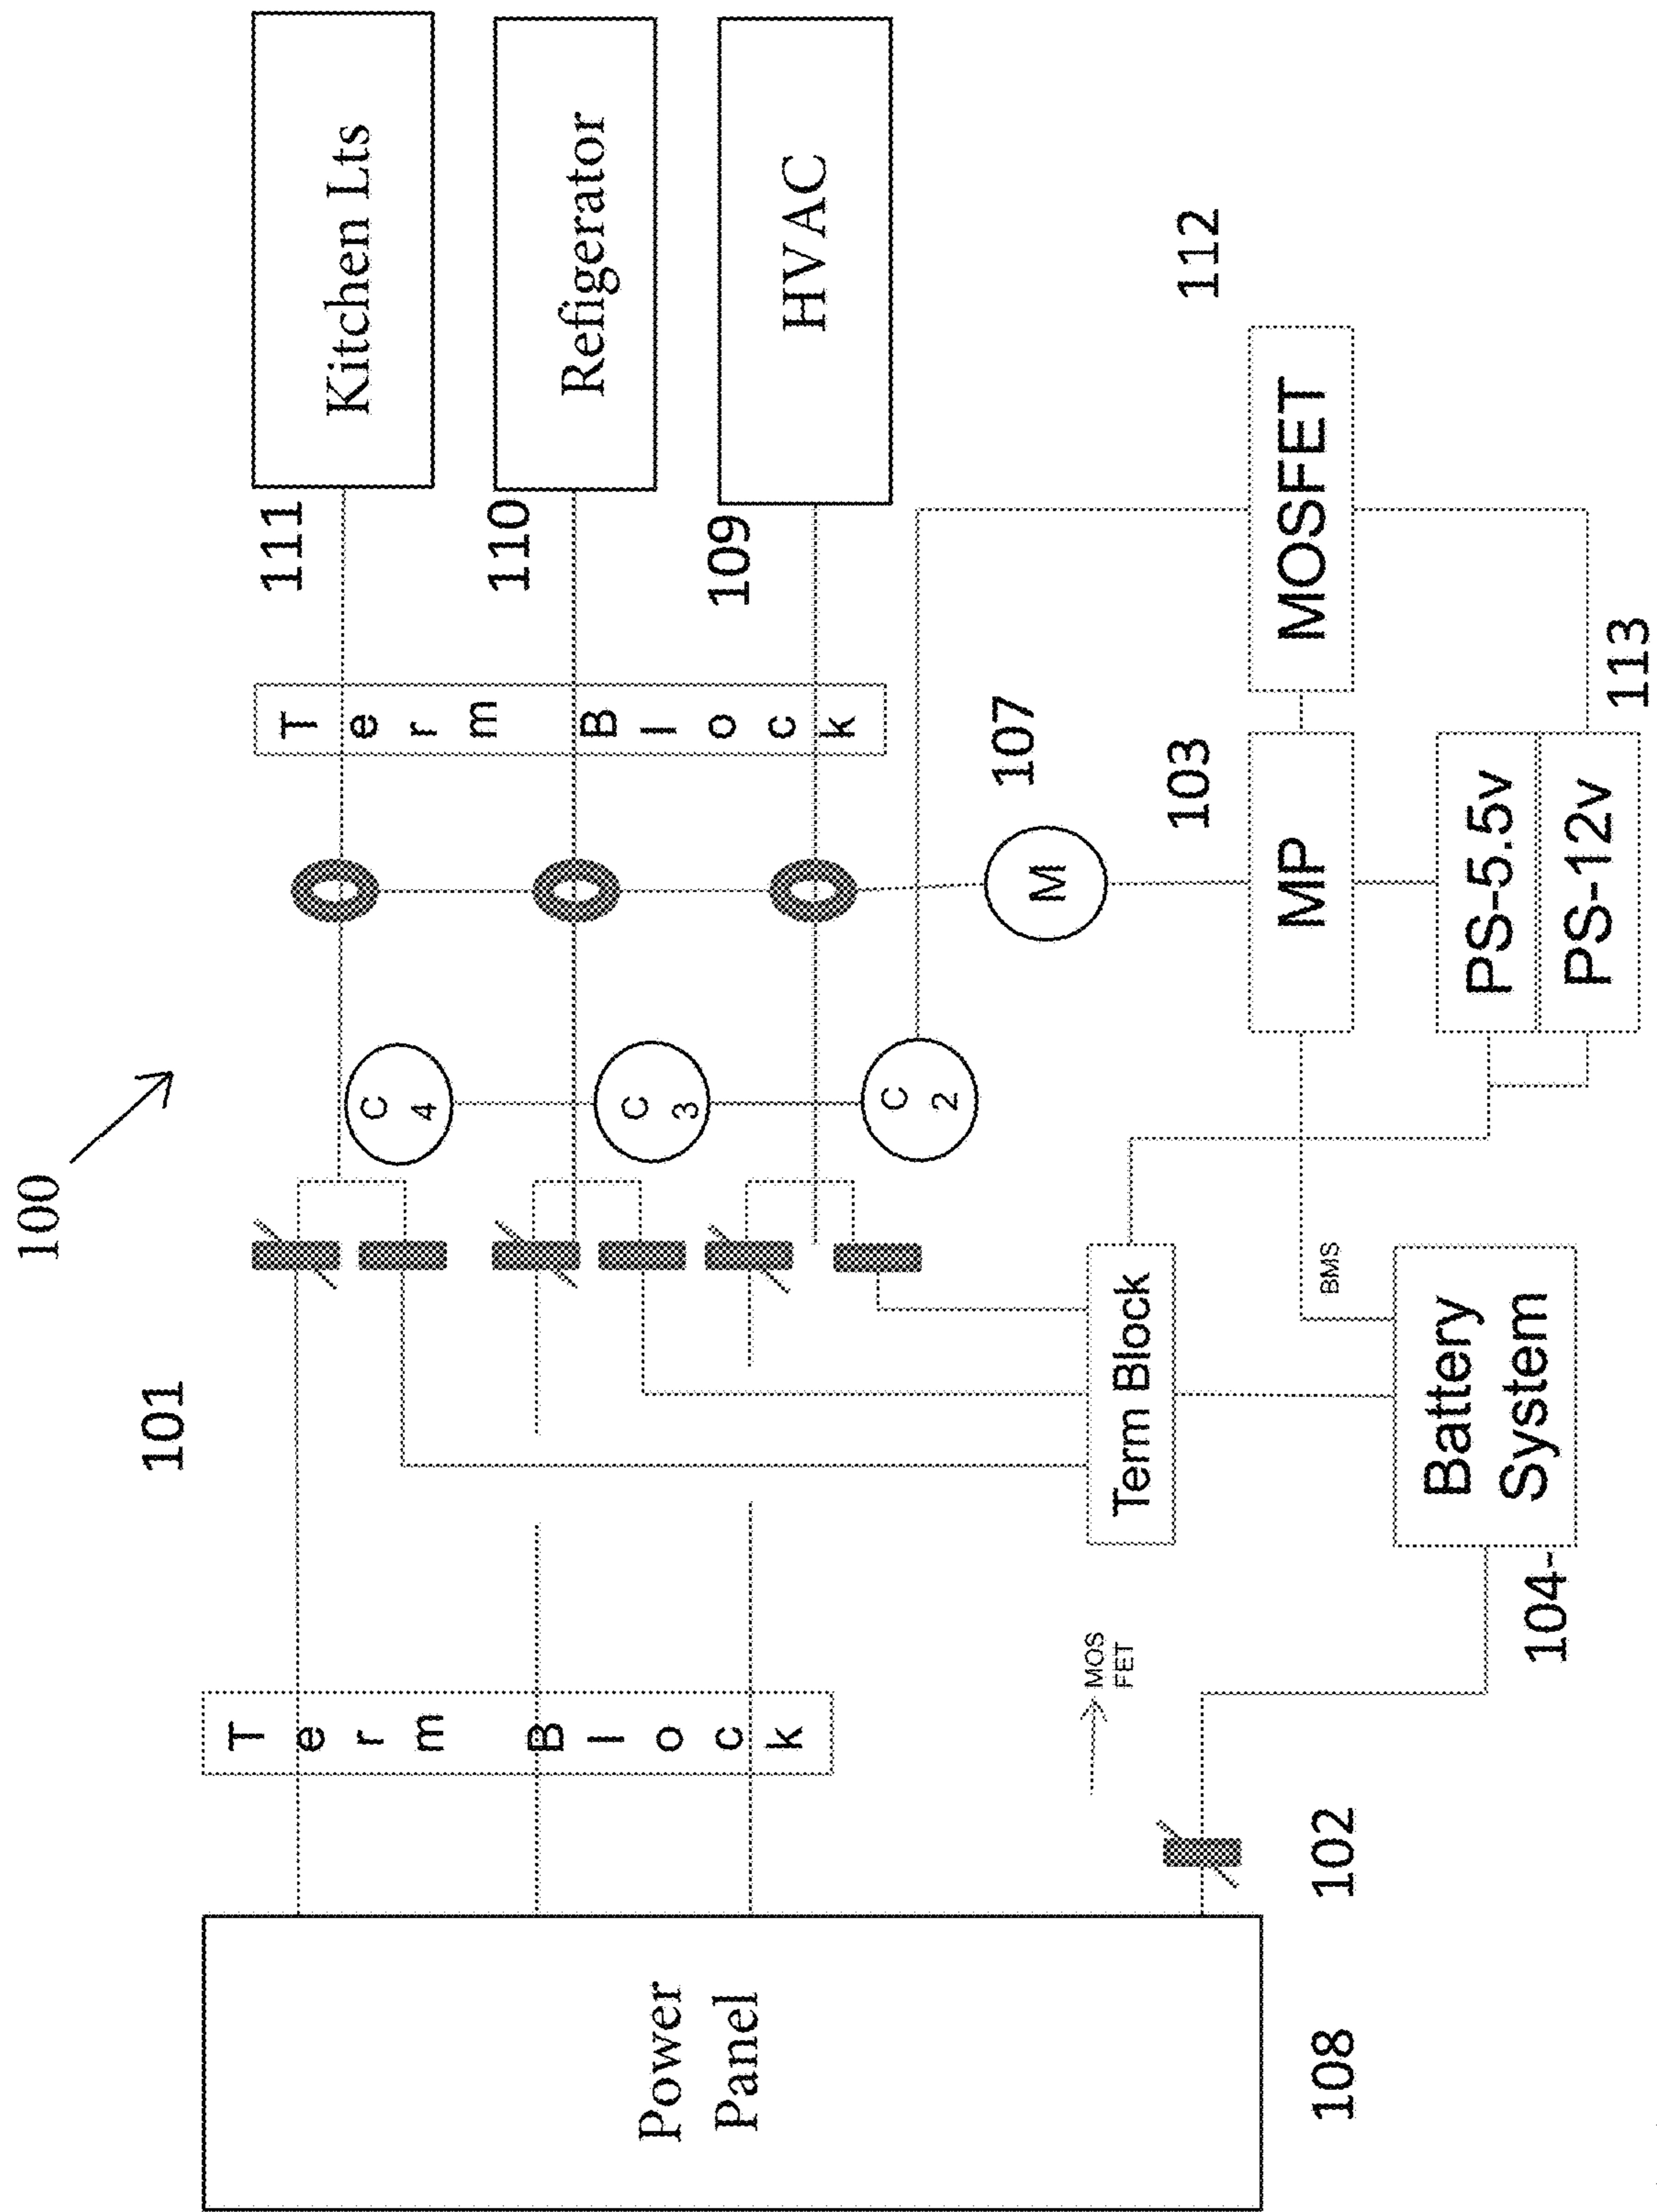 100
101
Kitchen Lts
111
Refigerator
110
HVAC
109
Term Block
C 4
C 3
C 2
107
M
112
MOSFET
103
MP
PS-5.5v
PS-12v
113
Term Block
BMS
Battery
System
104-
Term Block
MOS
FET
102
Power
Panel
108